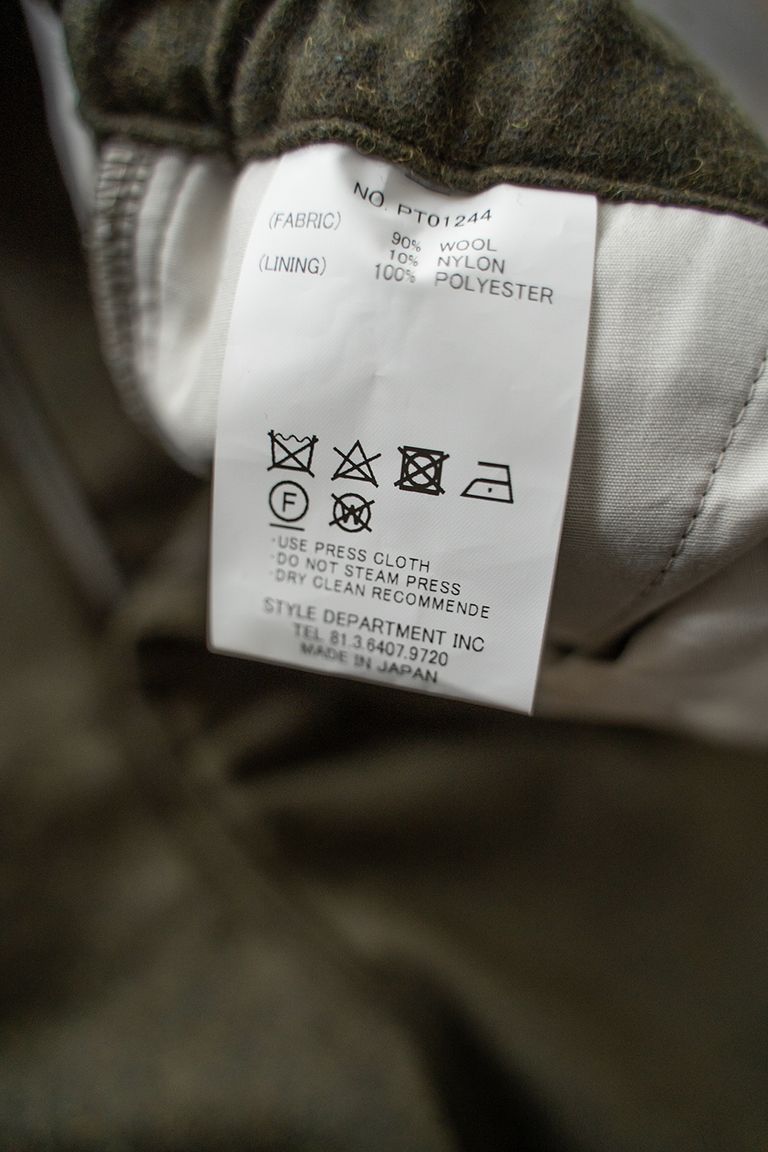 NO. PT01244
(FABRIC) 90% WOOL
10% NYLON
(LINING) 100% POLYESTER
F
W
·USE PRESS CLOTH
·DO NOT STEAM PRESS
·DRY CLEAN RECOMMENDE
STYLE DEPARTMENT INC
TEL 81.3.6407.9720
MADE IN JAPAN